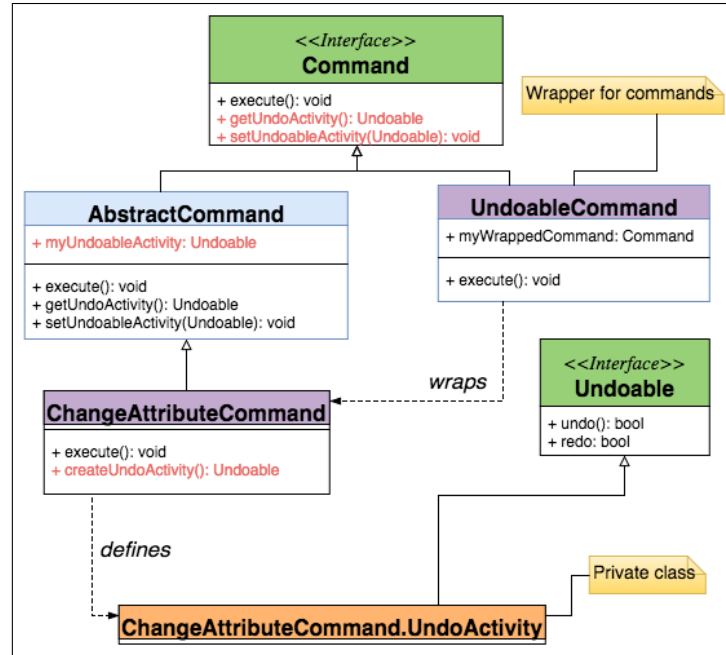 <<Interface>>
Command
+ execute(): void
+ getUndoActivity(): Undoable
+ setUndoableActivity(Undoable): void
Wrapper for commands
AbstractCommand
+ myUndoableActivity: Undoable
+ execute(): void
+ getUndoActivity(): Undoable
+ setUndoableActivity(Undoable): void
UndoableCommand
+ myWrappedCommand: Command
+ execute(): void
wraps
<<Interface>>
Undoable
+ undo(): bool
+ redo: bool
ChangeAttributeCommand
+ execute(): void
+ createUndoActivity(): Undoable
defines
Private class
ChangeAttributeCommand.UndoActivity